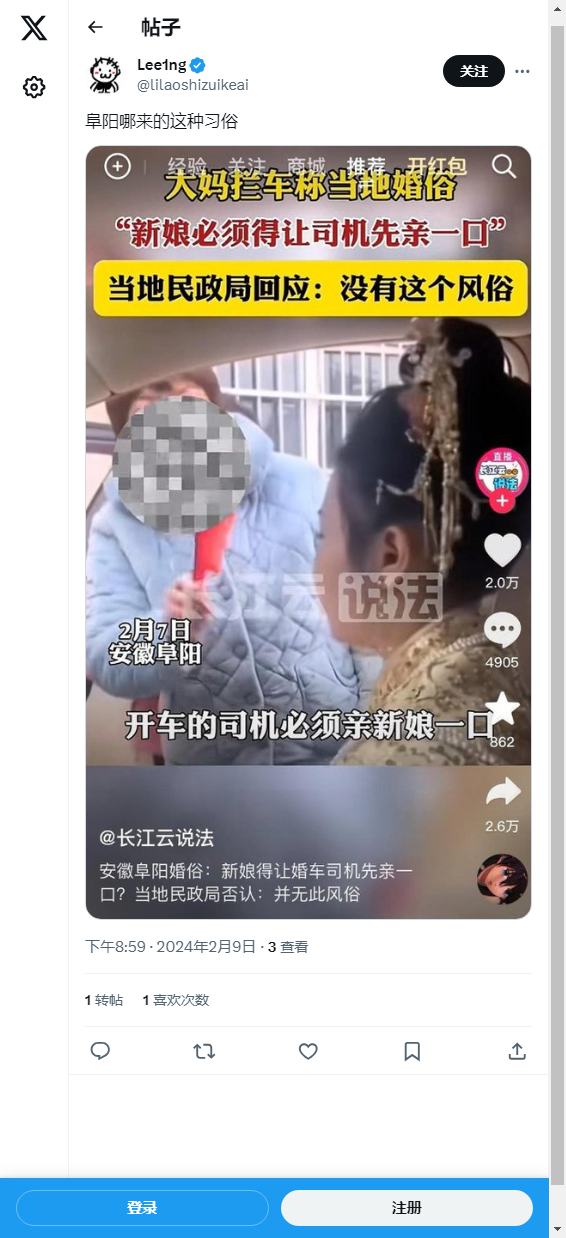 帖子
Lee1ng
@lilaoshizuikeai
关注
阜阳哪来的这种习俗
经验 关注 商城 推荐 开红包
大妈拦车称当地婚俗
“新娘必须得让司机先亲一口”
当地民政局回应：没有这个风俗
直播
长江云
说法
2.0万
长江云 说法
4905
2月7日
安徽阜阳
开车的司机必须亲新娘一口
862
2.6万
@长江云说法
安徽阜阳婚俗：新娘得让婚车司机先亲一
口？当地民政局否认：并无此风俗
下午8:59 · 2024年2月9日 · 3 查看
1 转帖 1 喜欢次数
登录
注册